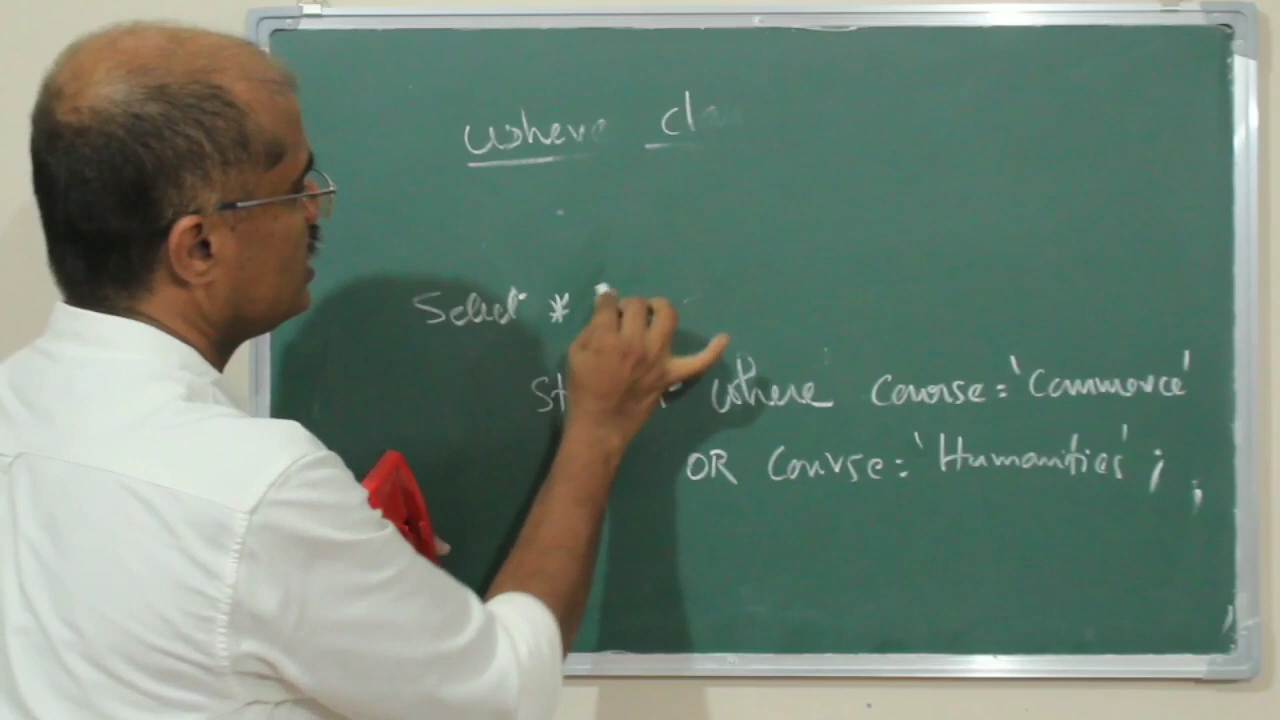 where
Select *
where course='Commerce'
OR Course='Humanities' ; ;